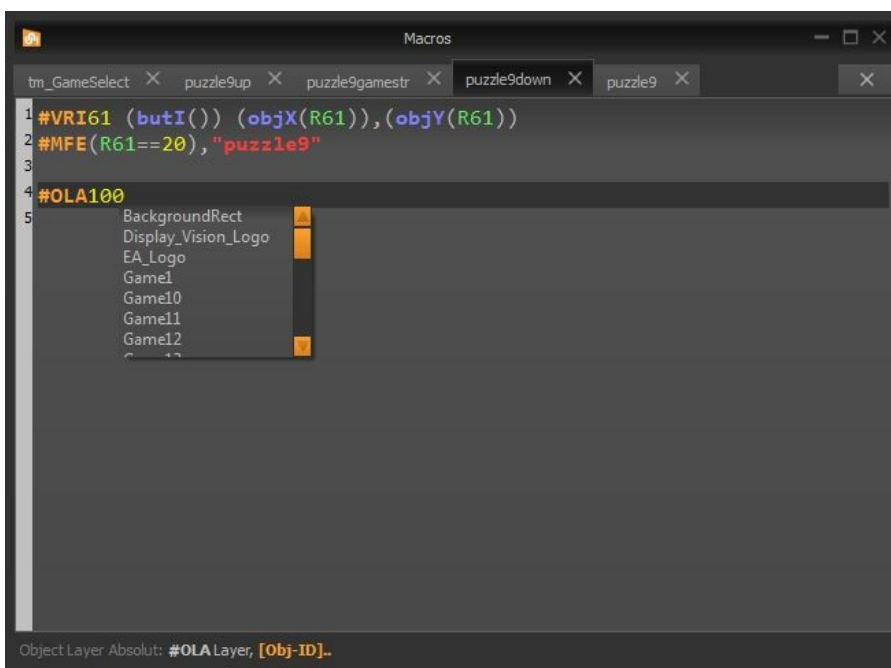 Macros
tm_GameSelect puzzle9up puzzle9gamestr puzzle9down puzzle9
1 #VRI61 (butI()) (objX(R61)),(objY(R61))
2 #MFE(R61==20),"puzzle9"
3
4 #OLA100
5
BackgroundRect
Display_Vision_Logo
EA_Logo
Game1
Game10
Game11
Game12
Object Layer Absolut: #OLA Layer, [Obj-ID]..